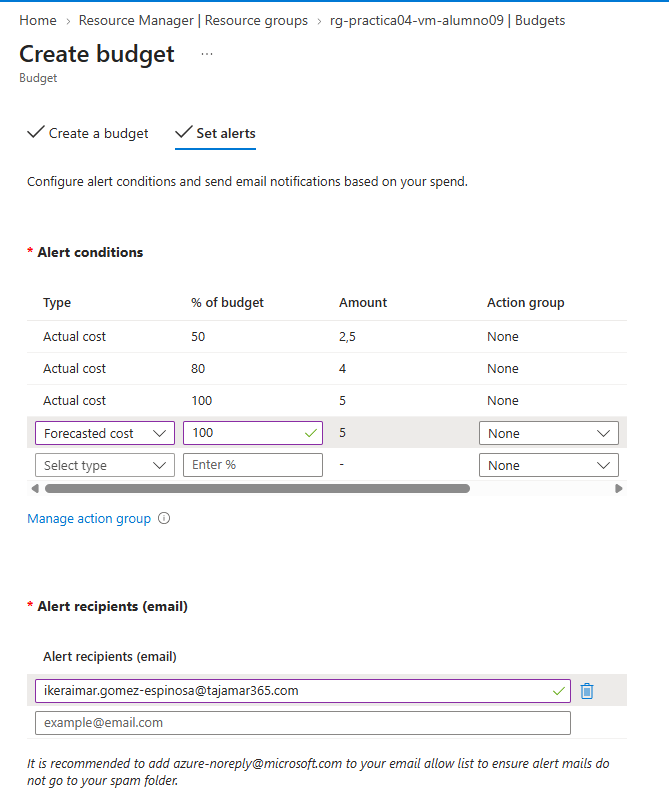 Home > Resource Manager | Resource groups > rg-practica04-vm-alumno09 | Budgets
Create budget ...
Budget
Create a budget Set alerts
Configure alert conditions and send email notifications based on your spend.
* Alert conditions
Type % of budget Amount Action group
Actual cost 50 2,5 None
Actual cost 80 4 None
Actual cost 100 5 None
Forecasted cost 100 5 None
Select type Enter % - None
Manage action group
* Alert recipients (email)
Alert recipients (email)
ikeraimar.gomez-espinosa@tajamar365.com
example@email.com
It is recommended to add azure-noreply@microsoft.com to your email allow list to ensure alert mails do
not go to your spam folder.